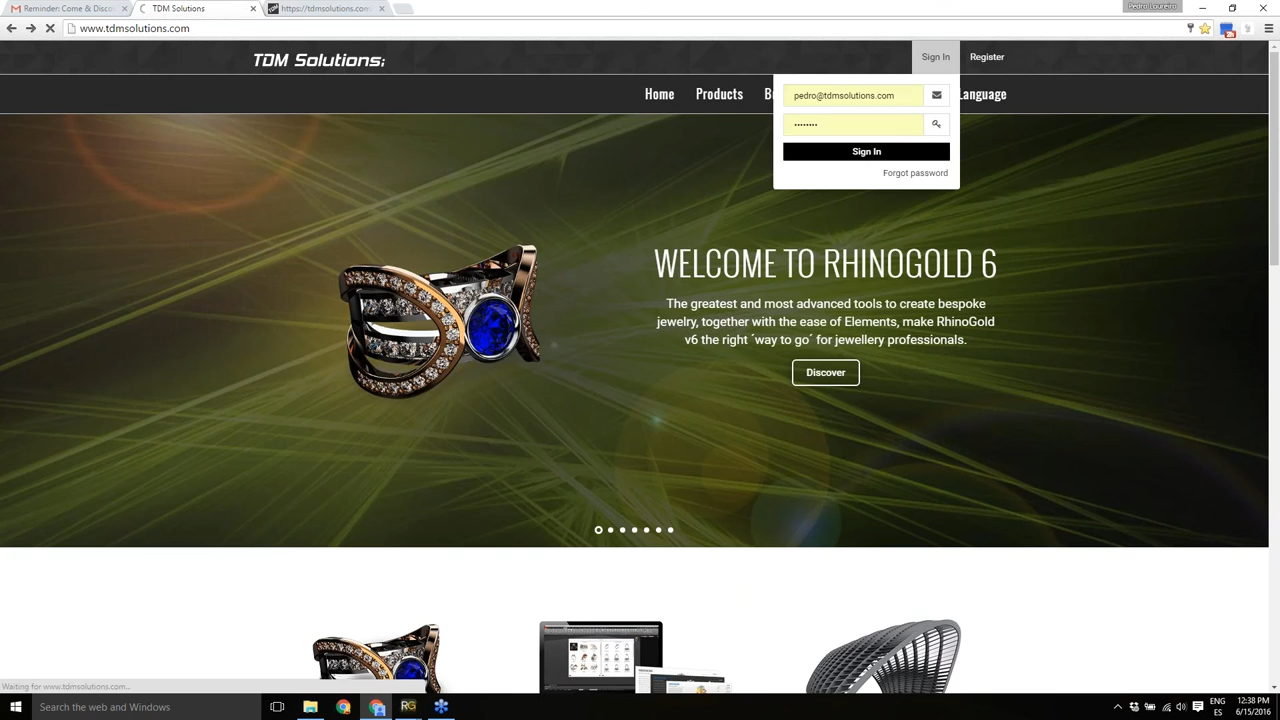 Reminder: Come & Disco
TDM Solutions
https://tdmsolutions.com
Pedro Loureiro
www.tdmsolutions.com
TDM Solutions;
Sign In
Register
Home
Products
Language
pedro@tdmsolutions.com
••••••••
Sign In
Forgot password
WELCOME TO RHINOGOLD 6
The greatest and most advanced tools to create bespoke
jewelry, together with the ease of Elements, make RhinoGold
v6 the right ´way to go´ for jewellery professionals.
Discover
Waiting for www.tdmsolutions.com...
Search the web and Windows
RG
ENG
ES
12:38 PM
6/15/2016